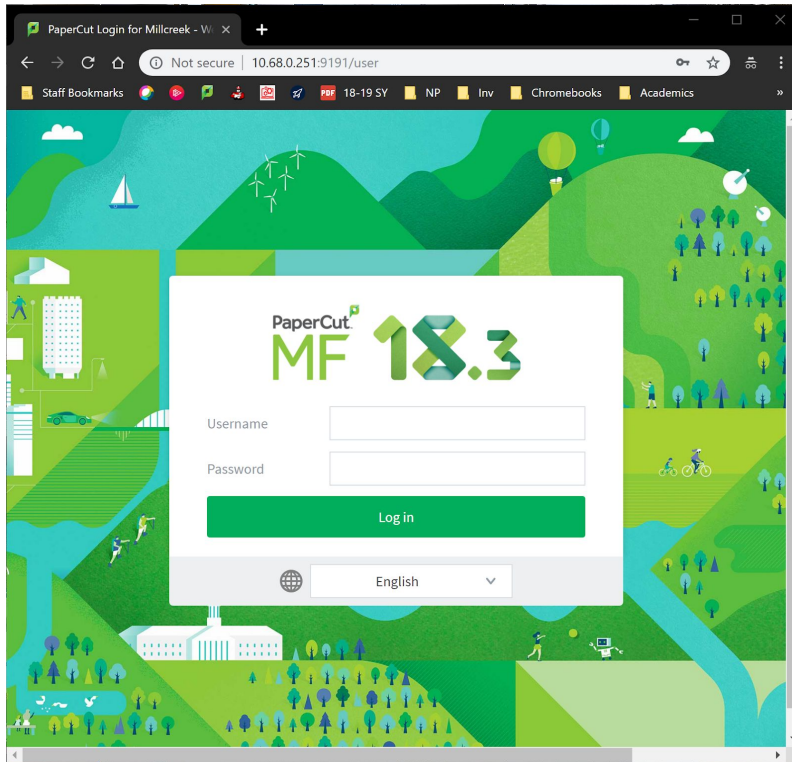 PaperCut Login for Millcreek - W
Not secure | 10.68.0.251:9191/user
Staff Bookmarks PDF 18-19 SY NP Inv Chromebooks Academics »
PaperCut
MF 18.3
Username
Password
Log in
English